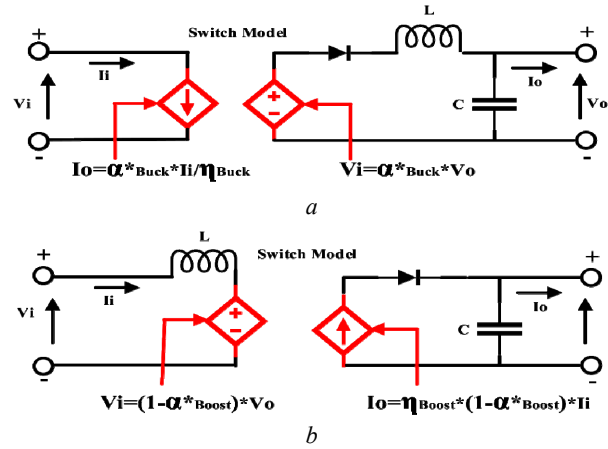 + Switch Model L +
Ii Io
Vi + - C Vo
- -
Io=α*Buck*Ii/ηBuck Vi=α*Buck*Vo
a
+ L Switch Model +
Ii Io
Vi + - C
- -
Vi=(1-α*Boost)*Vo Io=ηBoost*(1-α*Boost)*Ii
b